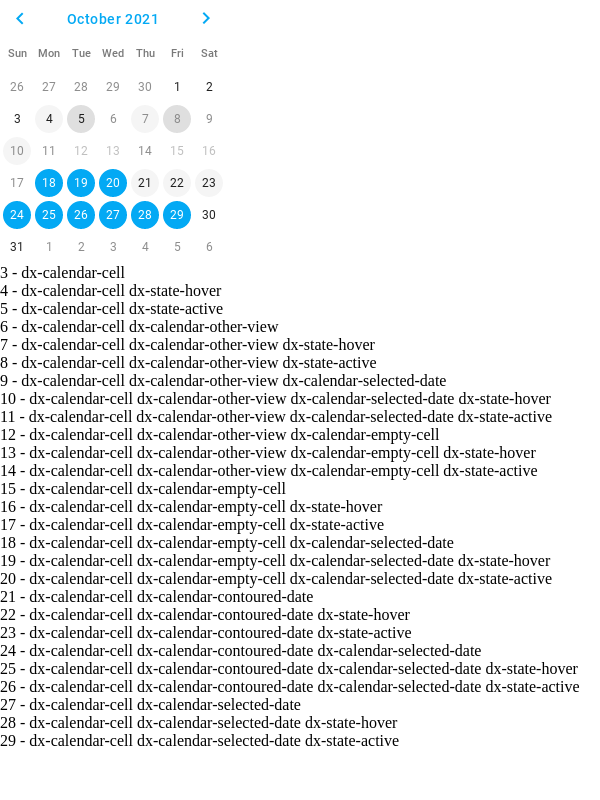 October 2021
Sun Mon Tue Wed Thu Fri Sat
26 27 28 29 30 1 2
3 4 5 6 7 8 9
10 11 12 13 14 15 16
17 18 19 20 21 22 23
24 25 26 27 28 29 30
31 1 2 3 4 5 6
3 - dx-calendar-cell
4 - dx-calendar-cell dx-state-hover
5 - dx-calendar-cell dx-state-active
6 - dx-calendar-cell dx-calendar-other-view
7 - dx-calendar-cell dx-calendar-other-view dx-state-hover
8 - dx-calendar-cell dx-calendar-other-view dx-state-active
9 - dx-calendar-cell dx-calendar-other-view dx-calendar-selected-date
10 - dx-calendar-cell dx-calendar-other-view dx-calendar-selected-date dx-state-hover
11 - dx-calendar-cell dx-calendar-other-view dx-calendar-selected-date dx-state-active
12 - dx-calendar-cell dx-calendar-other-view dx-calendar-empty-cell
13 - dx-calendar-cell dx-calendar-other-view dx-calendar-empty-cell dx-state-hover
14 - dx-calendar-cell dx-calendar-other-view dx-calendar-empty-cell dx-state-active
15 - dx-calendar-cell dx-calendar-empty-cell
16 - dx-calendar-cell dx-calendar-empty-cell dx-state-hover
17 - dx-calendar-cell dx-calendar-empty-cell dx-state-active
18 - dx-calendar-cell dx-calendar-empty-cell dx-calendar-selected-date
19 - dx-calendar-cell dx-calendar-empty-cell dx-calendar-selected-date dx-state-hover
20 - dx-calendar-cell dx-calendar-empty-cell dx-calendar-selected-date dx-state-active
21 - dx-calendar-cell dx-calendar-contoured-date
22 - dx-calendar-cell dx-calendar-contoured-date dx-state-hover
23 - dx-calendar-cell dx-calendar-contoured-date dx-state-active
24 - dx-calendar-cell dx-calendar-contoured-date dx-calendar-selected-date
25 - dx-calendar-cell dx-calendar-contoured-date dx-calendar-selected-date dx-state-hover
26 - dx-calendar-cell dx-calendar-contoured-date dx-calendar-selected-date dx-state-active
27 - dx-calendar-cell dx-calendar-selected-date
28 - dx-calendar-cell dx-calendar-selected-date dx-state-hover
29 - dx-calendar-cell dx-calendar-selected-date dx-state-active